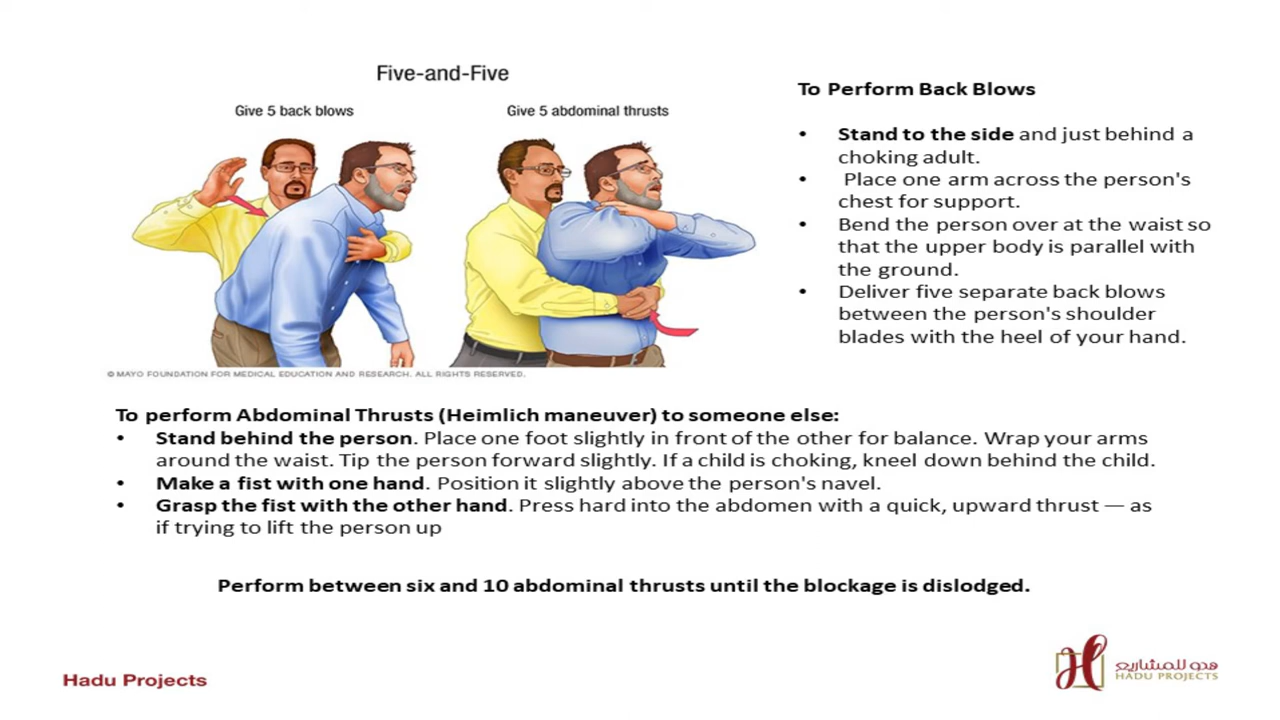 Five-and-Five
Give 5 back blows
Give 5 abdominal thrusts
© MAYO FOUNDATION FOR MEDICAL EDUCATION AND RESEARCH. ALL RIGHTS RESERVED.
To Perform Back Blows
• Stand to the side and just behind a
choking adult.
• Place one arm across the person's
chest for support.
• Bend the person over at the waist so
that the upper body is parallel with
the ground.
• Deliver five separate back blows
between the person's shoulder
blades with the heel of your hand.
To perform Abdominal Thrusts (Heimlich maneuver) to someone else:
• Stand behind the person. Place one foot slightly in front of the other for balance. Wrap your arms
around the waist. Tip the person forward slightly. If a child is choking, kneel down behind the child.
• Make a fist with one hand. Position it slightly above the person's navel.
• Grasp the fist with the other hand. Press hard into the abdomen with a quick, upward thrust — as
if trying to lift the person up
Perform between six and 10 abdominal thrusts until the blockage is dislodged.
Hadu Projects
هدو للمشاريع
HADU PROJECTS